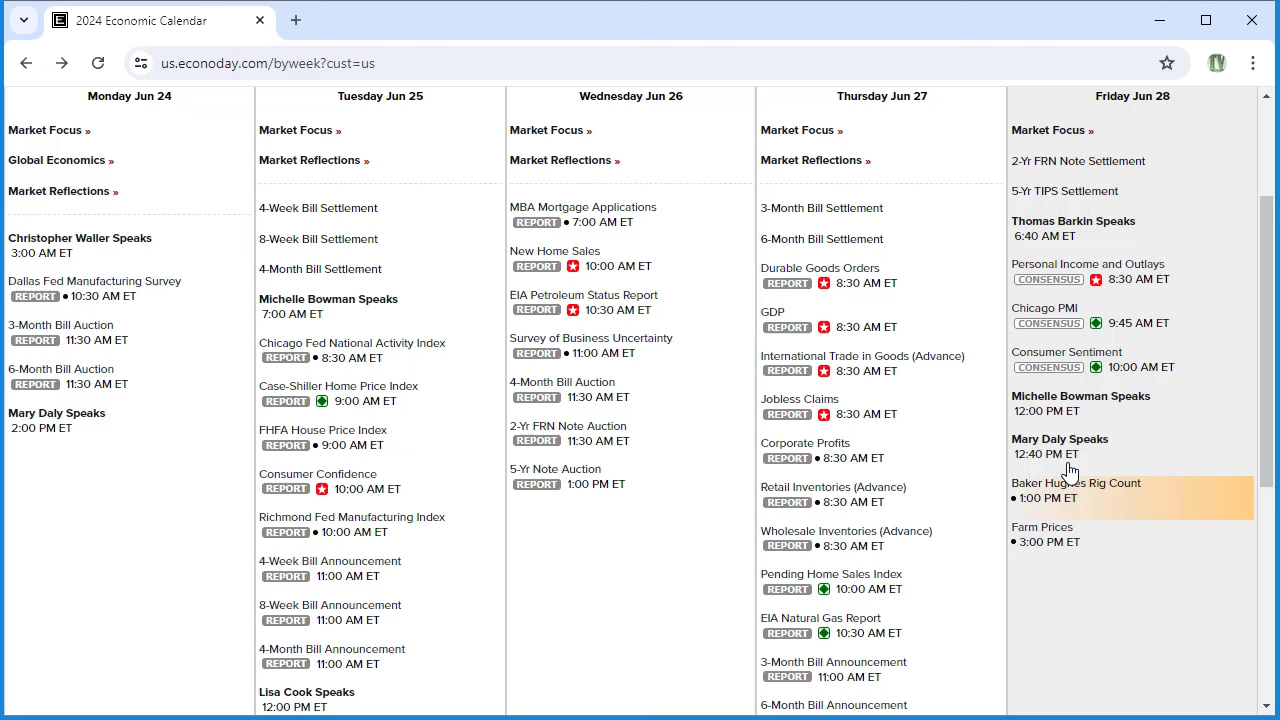 2024 Economic Calendar
us.econoday.com/byweek?cust=us
Monday Jun 24
Market Focus »
Global Economics »
Market Reflections »
Christopher Waller Speaks
3:00 AM ET
Dallas Fed Manufacturing Survey
REPORT • 10:30 AM ET
3-Month Bill Auction
REPORT 11:30 AM ET
6-Month Bill Auction
REPORT 11:30 AM ET
Mary Daly Speaks
2:00 PM ET
Tuesday Jun 25
Market Focus »
Market Reflections »
4-Week Bill Settlement
8-Week Bill Settlement
4-Month Bill Settlement
Michelle Bowman Speaks
7:00 AM ET
Chicago Fed National Activity Index
REPORT • 8:30 AM ET
Case-Shiller Home Price Index
REPORT 9:00 AM ET
FHFA House Price Index
REPORT • 9:00 AM ET
Consumer Confidence
REPORT 10:00 AM ET
Richmond Fed Manufacturing Index
REPORT • 10:00 AM ET
4-Week Bill Announcement
REPORT 11:00 AM ET
8-Week Bill Announcement
REPORT 11:00 AM ET
4-Month Bill Announcement
REPORT 11:00 AM ET
Lisa Cook Speaks
12:00 PM ET
Wednesday Jun 26
Market Focus »
Market Reflections »
MBA Mortgage Applications
REPORT • 7:00 AM ET
New Home Sales
REPORT 10:00 AM ET
EIA Petroleum Status Report
REPORT 10:30 AM ET
Survey of Business Uncertainty
REPORT • 11:00 AM ET
4-Month Bill Auction
REPORT 11:30 AM ET
2-Yr FRN Note Auction
REPORT 11:30 AM ET
5-Yr Note Auction
REPORT 1:00 PM ET
Thursday Jun 27
Market Focus »
Market Reflections »
3-Month Bill Settlement
6-Month Bill Settlement
Durable Goods Orders
REPORT 8:30 AM ET
GDP
REPORT 8:30 AM ET
International Trade in Goods (Advance)
REPORT 8:30 AM ET
Jobless Claims
REPORT 8:30 AM ET
Corporate Profits
REPORT • 8:30 AM ET
Retail Inventories (Advance)
REPORT • 8:30 AM ET
Wholesale Inventories (Advance)
REPORT • 8:30 AM ET
Pending Home Sales Index
REPORT 10:00 AM ET
EIA Natural Gas Report
REPORT 10:30 AM ET
3-Month Bill Announcement
REPORT 11:00 AM ET
6-Month Bill Announcement
Friday Jun 28
Market Focus »
2-Yr FRN Note Settlement
5-Yr TIPS Settlement
Thomas Barkin Speaks
6:40 AM ET
Personal Income and Outlays
CONSENSUS 8:30 AM ET
Chicago PMI
CONSENSUS 9:45 AM ET
Consumer Sentiment
CONSENSUS 10:00 AM ET
Michelle Bowman Speaks
12:00 PM ET
Mary Daly Speaks
12:40 PM ET
Baker Hughes Rig Count
• 1:00 PM ET
Farm Prices
• 3:00 PM ET